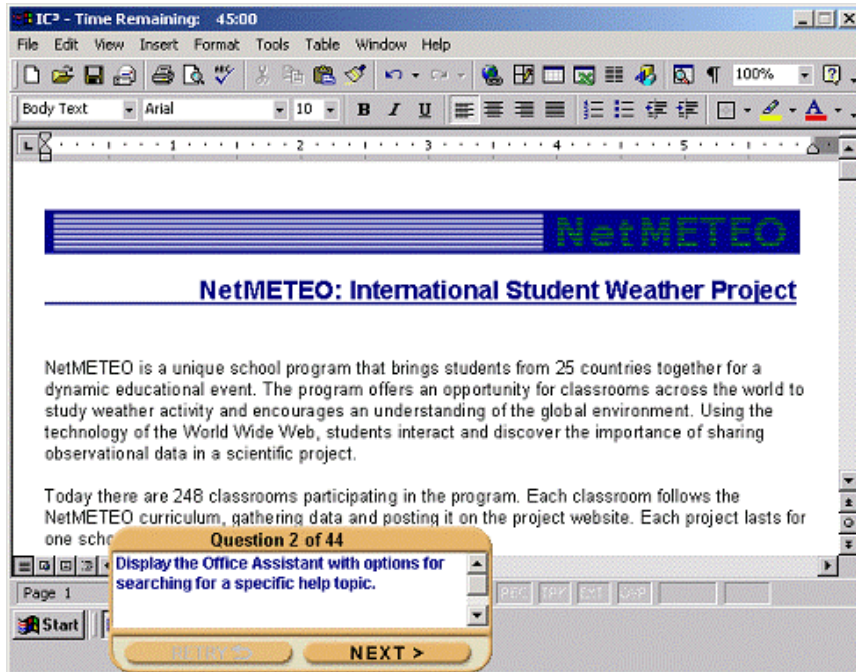 IC³ - Time Remaining: 45:00
File Edit View Insert Format Tools Table Window Help
100%
Body Text Arial 10 B I U A
1 2 3 4 5
NetMETEO
NetMETEO: International Student Weather Project
NetMETEO is a unique school program that brings students from 25 countries together for a
dynamic educational event. The program offers an opportunity for classrooms across the world to
study weather activity and encourages an understanding of the global environment. Using the
technology of the World Wide Web, students interact and discover the importance of sharing
observational data in a scientific project.
Today there are 248 classrooms participating in the program. Each classroom follows the
NetMETEO curriculum, gathering data and posting it on the project website. Each project lasts for
one
Question 2 of 44
Display the Office Assistant with options for
searching for a specific help topic.
Page 1 REC TRK EXT OVR
Start
NEXT >